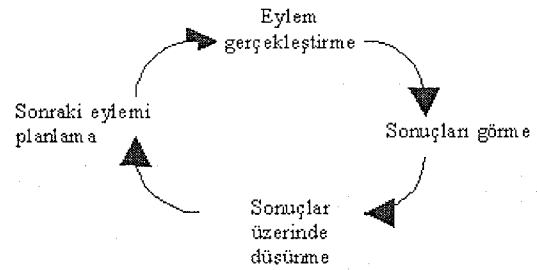 Eylem
gerçekleştirme
Sonuçları görme
Sonuçlar
üzerinde
düşünme
Sonraki eylemi
planlama